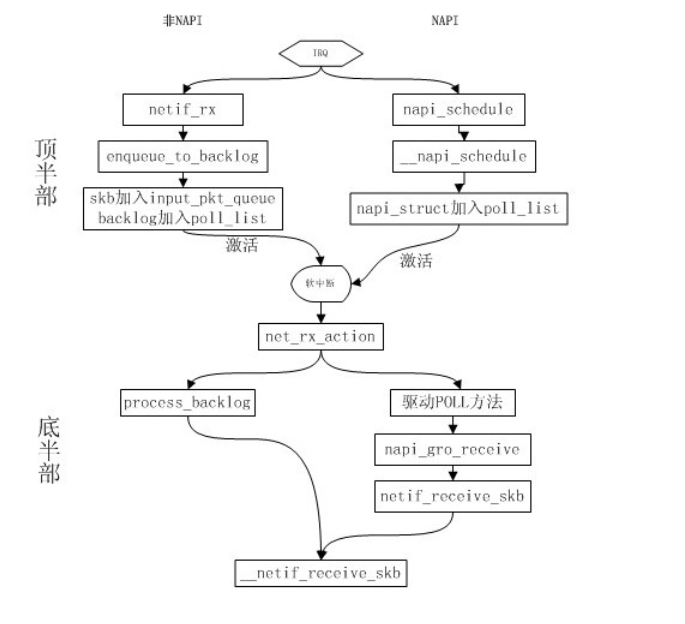 非NAPI
NAPI
IRQ
netif_rx
napi_schedule
顶半部
enqueue_to_backlog
__napi_schedule
skb加入input_pkt_queue
backlog加入poll_list
napi_struct加入poll_list
激活
激活
软中断
net_rx_action
底半部
process_backlog
驱动POLL方法
napi_gro_receive
netif_receive_skb
__netif_receive_skb